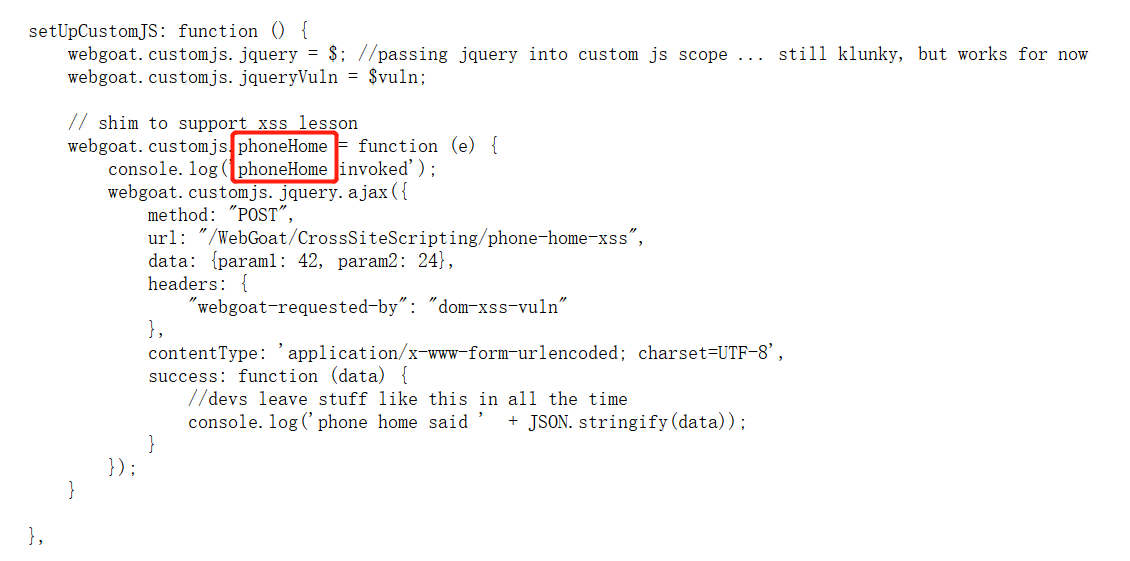 setUpCustomJS: function () {
    webgoat.customjs.jquery = $; //passing jquery into custom js scope ... still klunky, but works for now
    webgoat.customjs.jqueryVuln = $vuln;

    // shim to support xss lesson
    webgoat.customjs.phoneHome = function (e) {
        console.log('phoneHome invoked');
        webgoat.customjs.jquery.ajax({
            method: "POST",
            url: "/WebGoat/CrossSiteScripting/phone-home-xss",
            data: {param1: 42, param2: 24},
            headers: {
                "webgoat-requested-by": "dom-xss-vuln"
            },
            contentType: 'application/x-www-form-urlencoded; charset=UTF-8',
            success: function (data) {
                //devs leave stuff like this in all the time
                console.log('phone home said '  + JSON.stringify(data));
            }
        });
    }

},